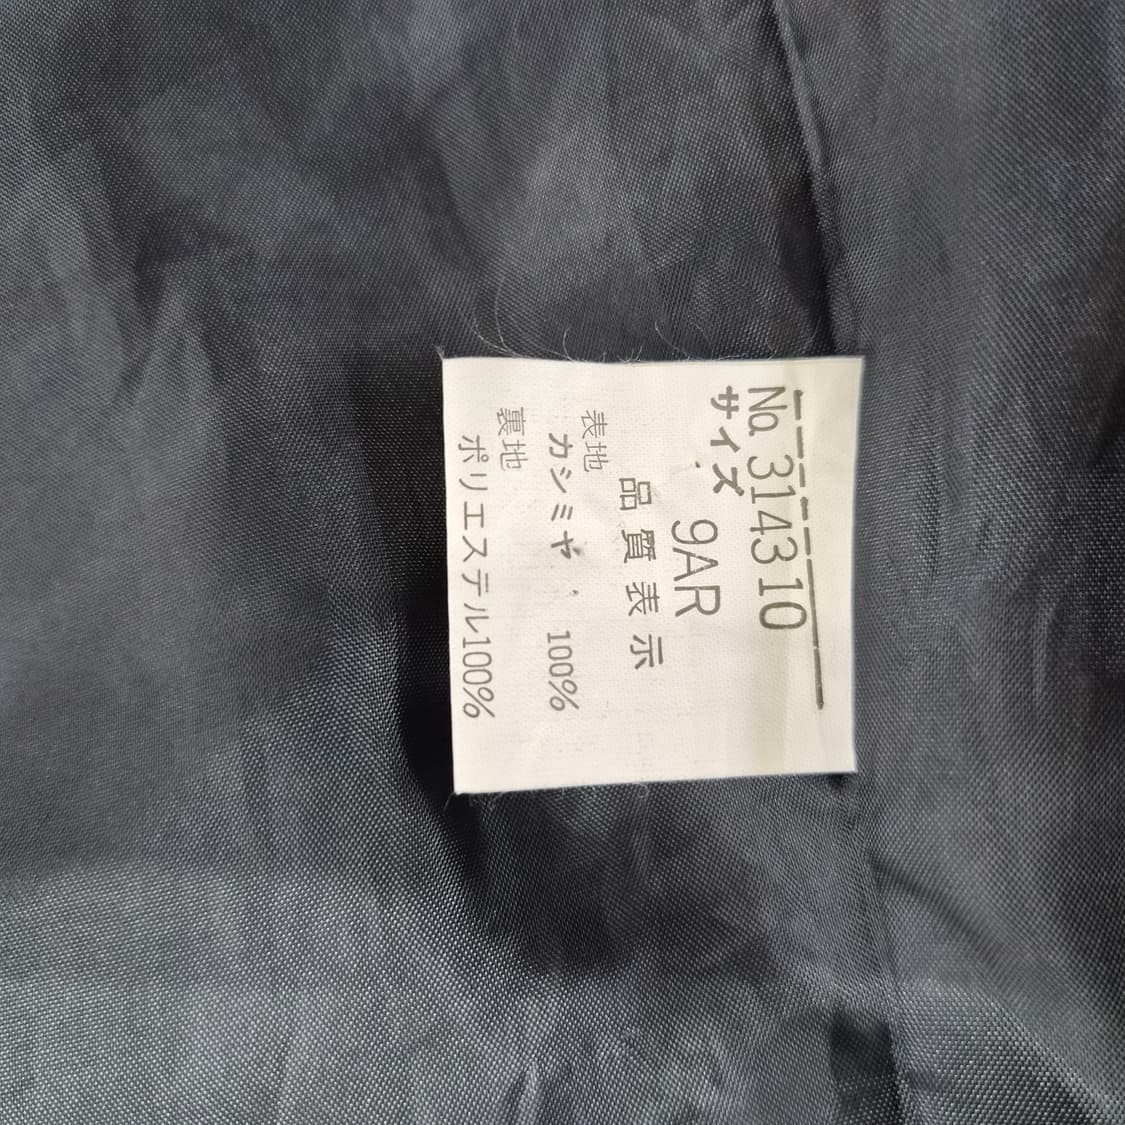 No. 314310
サイズ
9AR
品質表示
表地
カシミヤ 100%
裏地
ポリエステル100%